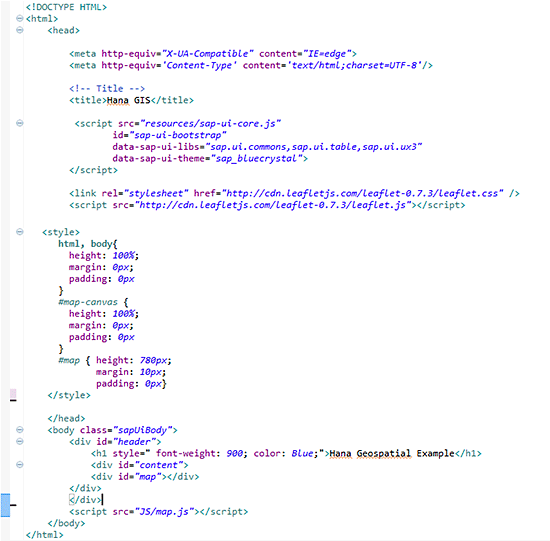 <!DOCTYPE HTML>
<html>
<head>
<meta http-equiv="X-UA-Compatible" content="IE=edge">
<meta http-equiv='Content-Type' content='text/html;charset=UTF-8'/>
<!-- Title -->
<title>Hana GIS</title>
<script src="resources/sap-ui-core.js"
id="sap-ui-bootstrap"
data-sap-ui-libs="sap.ui.commons,sap.ui.table,sap.ui.ux3"
data-sap-ui-theme="sap_bluecrystal">
</script>
<link rel="stylesheet" href="http://cdn.leafletjs.com/leaflet-0.7.3/leaflet.css" />
<script src="http://cdn.leafletjs.com/leaflet-0.7.3/leaflet.js"></script>
<style>
html, body{
height: 100%;
margin: 0px;
padding: 0px
}
#map-canvas {
height: 100%;
margin: 0px;
padding: 0px
}
#map { height: 780px;
margin: 10px;
padding: 0px}
</style>
</head>
<body class="sapUiBody">
<div id="header">
<h1 style=" font-weight: 900; color: Blue;">Hana Geospatial Example</h1>
<div id="content">
<div id="map"></div>
</div>
</div>
<script src="JS/map.js"></script>
</body>
</html>